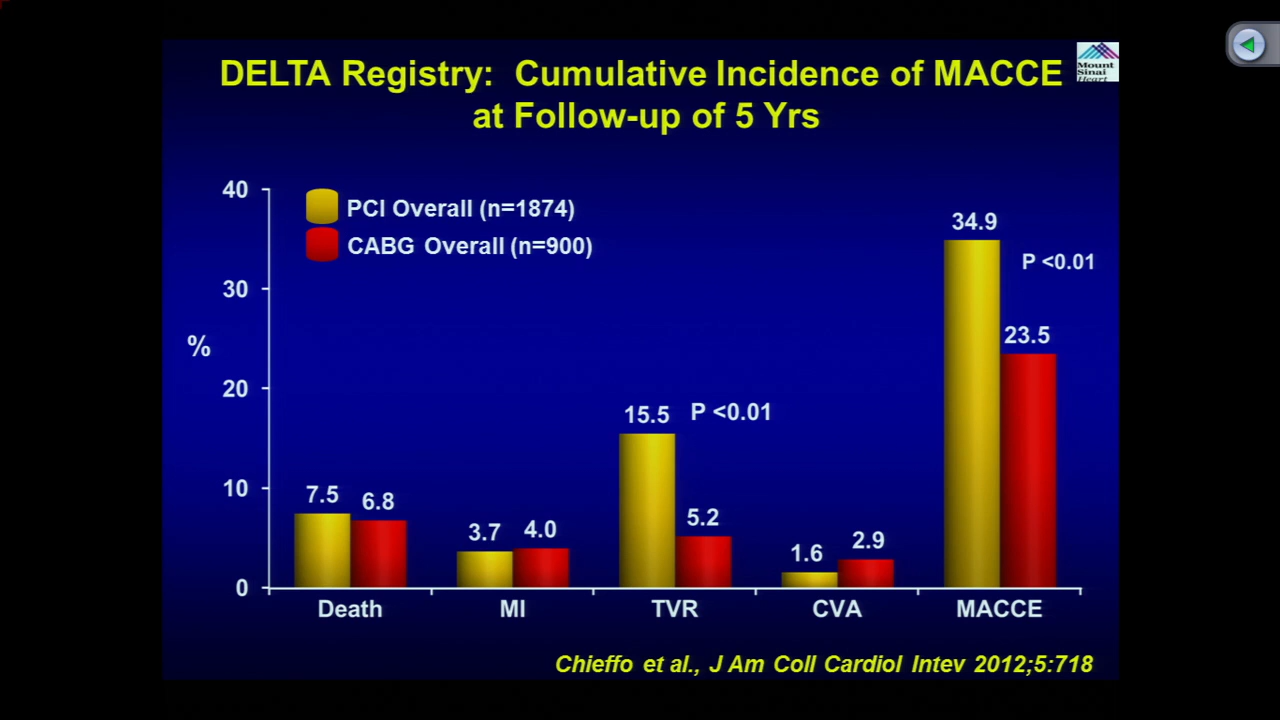 DELTA Registry: Cumulative Incidence of MACCE
at Follow-up of 5 Yrs
Mount
Sinai
Heart
40
30
20
10
0
%
PCI Overall (n=1874)
CABG Overall (n=900)
7.5
6.8
3.7
4.0
15.5
P <0.01
5.2
1.6
2.9
34.9
P <0.01
23.5
Death
MI
TVR
CVA
MACCE
Chieffo et al., J Am Coll Cardiol Intev 2012;5:718